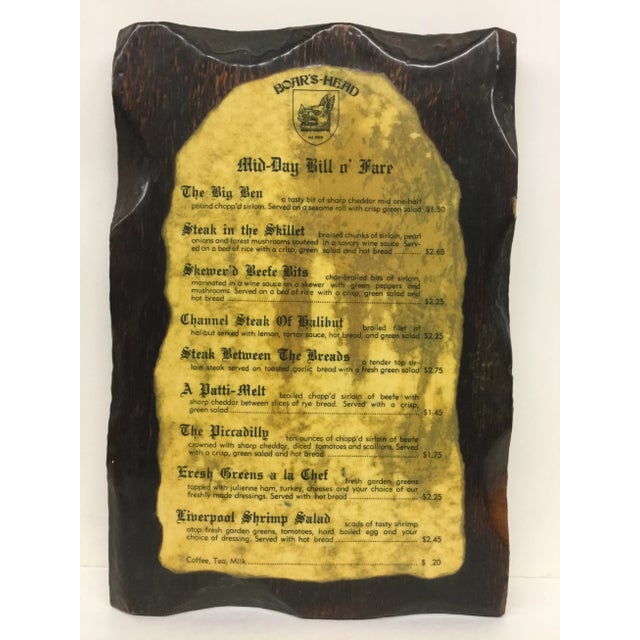 BOAR'S-HEAD
Mid-Day Bill o' Fare
The Big Ben a tasty bit of sharp cheddar mid one-half
pound chopp'd sirloin. Served on a sesame roll with crisp green salad $1.50
Steak in the Skillet broiled chunks of sirloin, pearl
onions and forest mushrooms sauteed in a savory wine sauce. Serv-
ed on a bed of rice with a crisp, green salad and hot bread ........... $2.65
Skewer'd Beefe Bits char-broiled bits of sirloin,
marinated in a wine sauce on a skewer with green peppers and
mushrooms. Served on a bed of rice with a crisp, green salad and
hot bread .......................................................... $2.25
Channel Steak Of Halibut broiled filet of
halibut served with lemon, tartar sauce, hot bread, and green salad $2.25
Steak Between The Breads a tender top sir-
loin steak served on toasted garlic bread with a fresh green salad $2.75
A Patti-Melt broiled chopp'd sirloin of beefe with
sharp cheddar between slices of rye bread. Served with a crisp,
green salad ........................................................ $1.45
The Piccadilly ten ounces of chopp'd sirloin of beefe
crowned with sharp cheddar, diced tomatoes and scallions. Served
with a crisp, green salad and hot bread ........................... $1.75
Fresh Greens a la Chef fresh garden greens
topped with julienne ham, turkey, cheeses and your choice of our
freshly made dressings. Served with hot bread .................... $2.25
Liverpool Shrimp Salad scads of tasty shrimp
atop fresh garden greens, tomatoes, hard boiled egg and your
choice of dressing. Served with hot bread ........................ $2.45
Coffee, Tea, Milk .................................................. $ .20